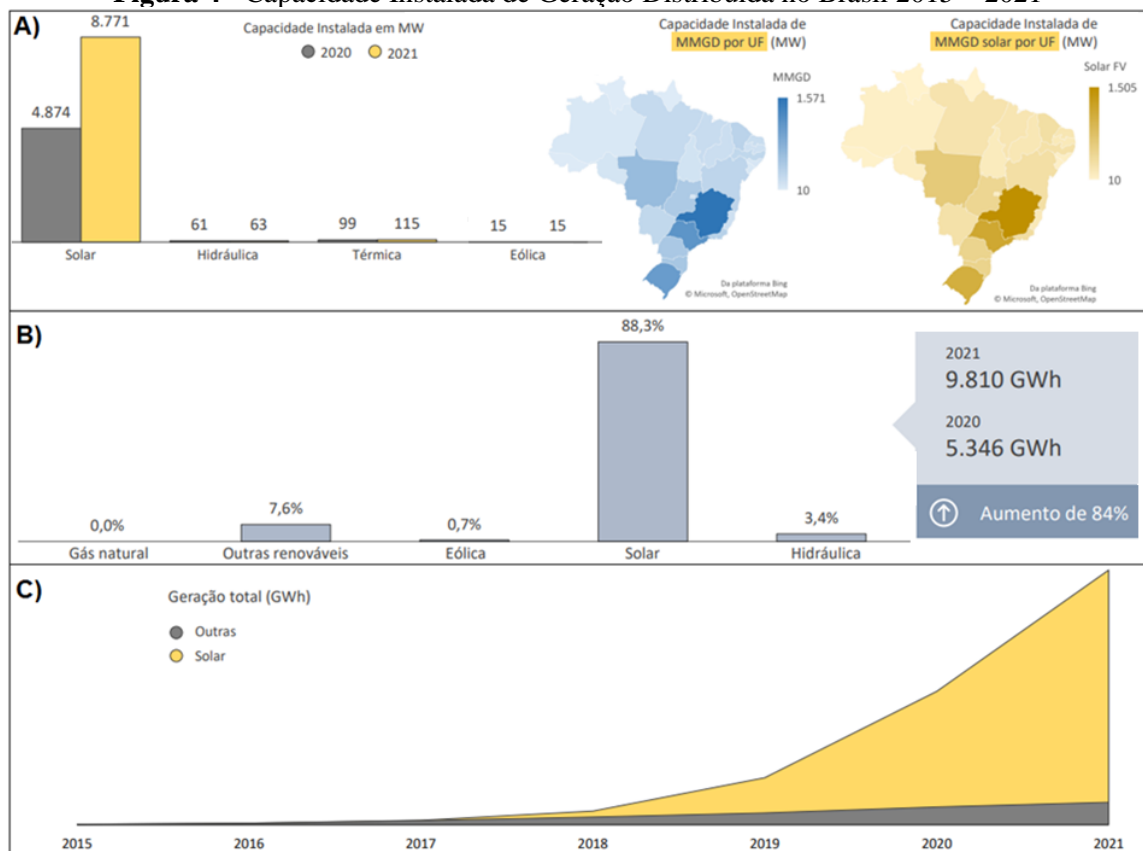 Figura 4 - Capacidade Instalada de Geração Distribuída no Brasil 2015 – 2021
A)
Capacidade Instalada em MW
2020 2021
8.771
4.874
61 63
99 115
15 15
Solar Hidráulica Térmica Eólica
Capacidade Instalada de
MMGD por UF (MW)
MMGD
1.571
10
Da plataforma Bing
© Microsoft, OpenStreetMap
Capacidade Instalada de
MMGD solar por UF (MW)
Solar FV
1.505
10
Da plataforma Bing
© Microsoft, OpenStreetMap
B)
0,0%
7,6%
0,7%
88,3%
3,4%
Gás natural Outras renováveis Eólica Solar Hidráulica
2021
9.810 GWh
2020
5.346 GWh
Aumento de 84%
C)
Geração total (GWh)
Outras
Solar
2015 2016 2017 2018 2019 2020 2021